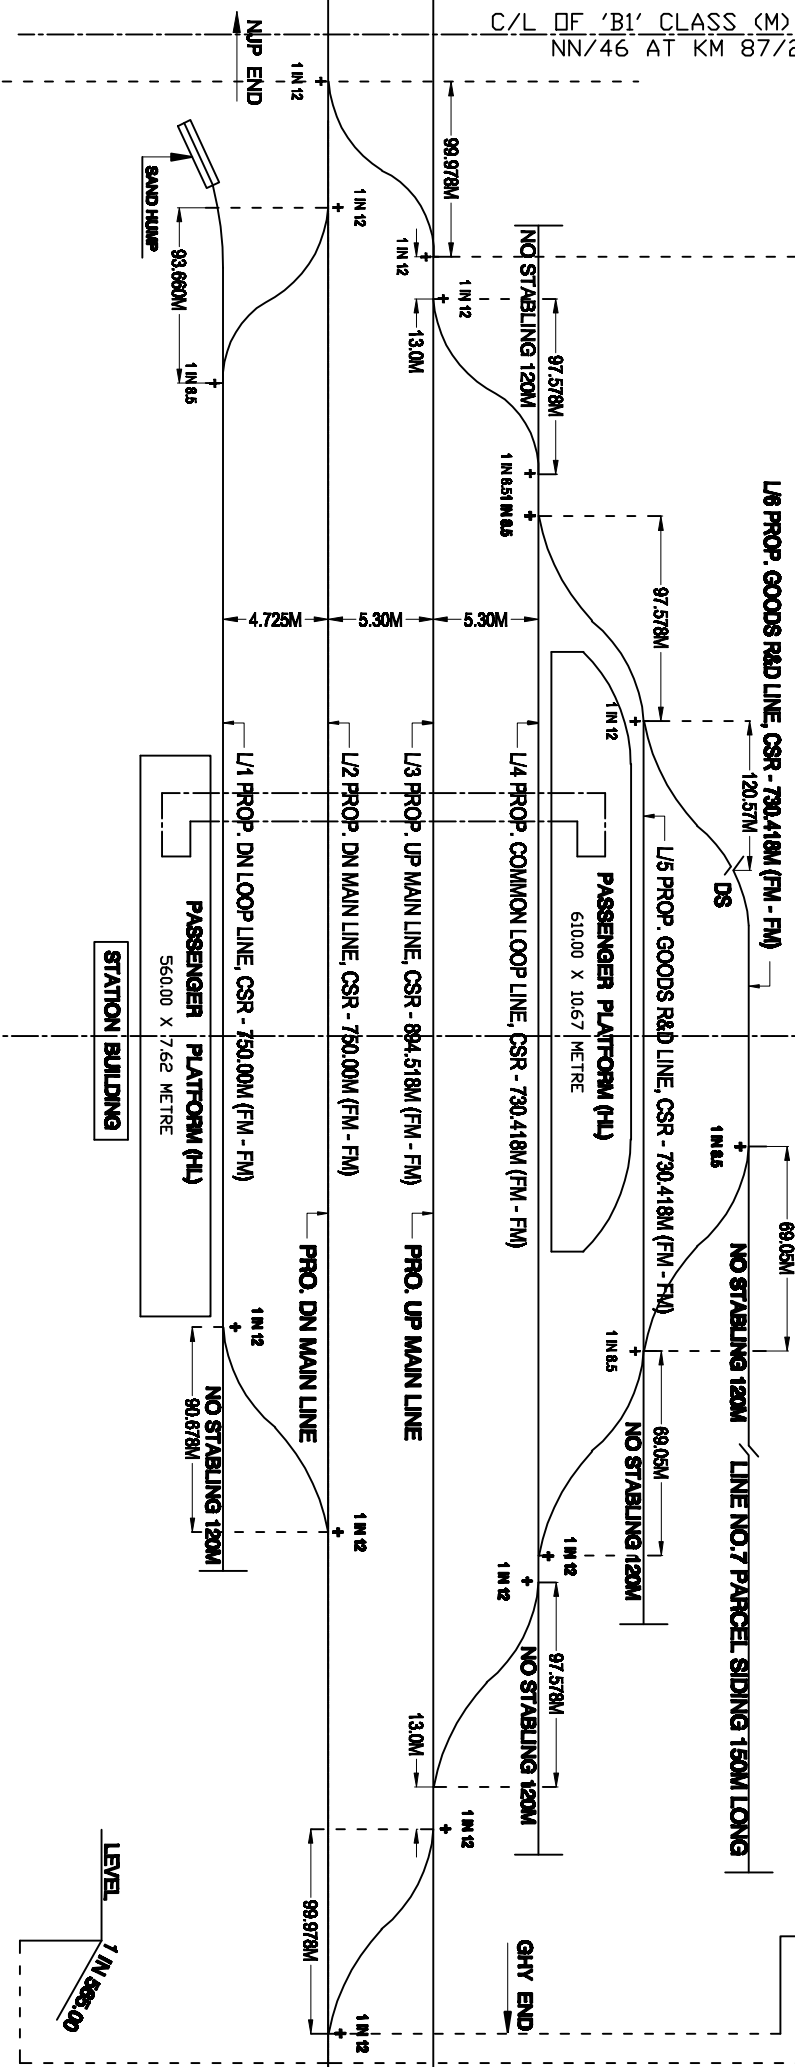 C/L OF 'B1' CLASS (M)
NN/46 AT KM 87/2
NJP END
1 IN 12
99.978M
SAND HUMP
93.660M
1 IN 12
1 IN 8.5
1 IN 12
1 IN 12
13.0M
NO STABLING 120M
97.578M
1 IN 8.5
1 IN 8.5
97.578M
1 IN 12
120.57M
DS
L/6 PROP. GOODS R&D LINE, CSR - 730.418M (FM - FM)
4.725M
5.30M
5.30M
L/1 PROP. DN LOOP LINE, CSR - 750.00M (FM - FM)
L/2 PROP. DN MAIN LINE, CSR - 750.00M (FM - FM)
L/3 PROP. UP MAIN LINE, CSR - 894.518M (FM - FM)
L/4 PROP. COMMON LOOP LINE, CSR - 730.418M (FM - FM)
L/5 PROP. GOODS R&D LINE, CSR - 730.418M (FM - FM)
PASSENGER PLATFORM (HL)
610.00 X 10.67 METRE
PASSENGER PLATFORM (HL)
560.00 X 7.62 METRE
STATION BUILDING
1 IN 8.5
69.05M
NO STABLING 120M
LINE NO.7 PARCEL SIDING 150M LONG
PRO. DN MAIN LINE
PRO. UP MAIN LINE
1 IN 12
90.678M
NO STABLING 120M
1 IN 12
1 IN 8.5
69.05M
NO STABLING 120M
1 IN 12
1 IN 12
97.578M
NO STABLING 120M
13.0M
1 IN 12
99.978M
1 IN 12
GHY END
LEVEL
1 IN 565.00